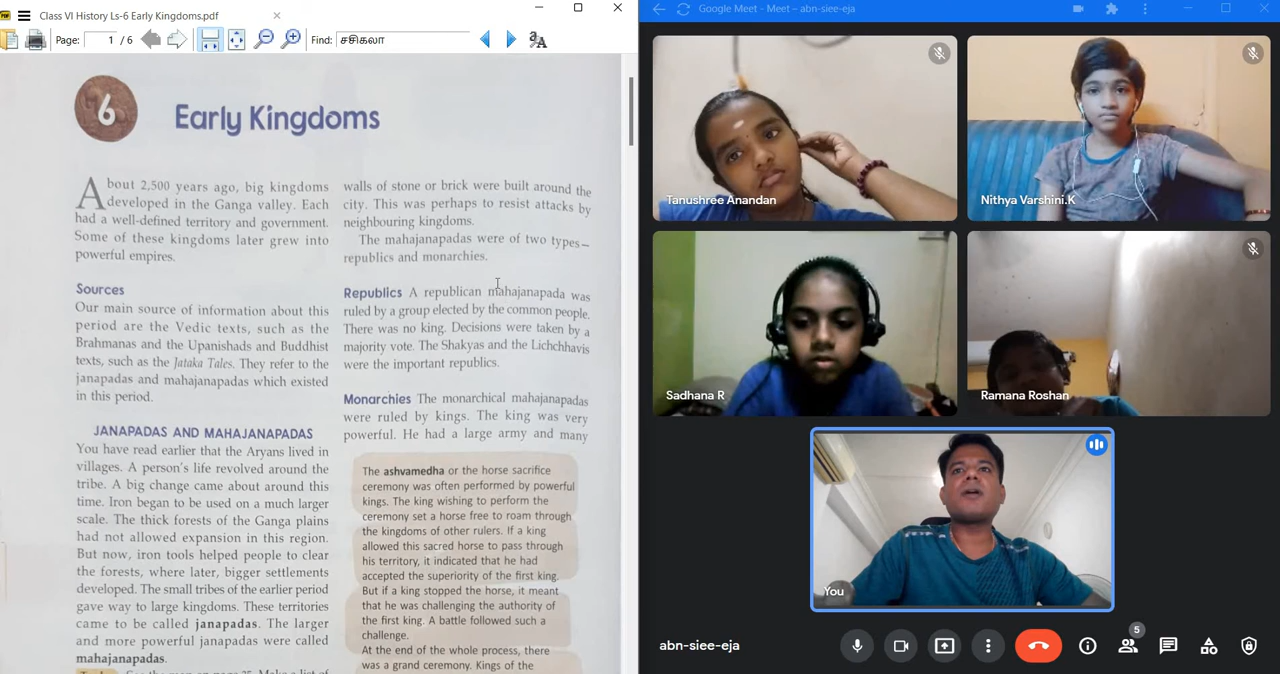 Class VI History Ls-6 Early Kingdoms.pdf
Page: 1 / 6
Find: சசிகலா
6
Early Kingdoms
About 2,500 years ago, big kingdoms
developed in the Ganga valley. Each
had a well-defined territory and government.
Some of these kingdoms later grew into
powerful empires.
Sources
Our main source of information about this
period are the Vedic texts, such as the
Brahmanas and the Upanishads and Buddhist
texts, such as the Jataka Tales. They refer to the
janapadas and mahajanapadas which existed
in this period.
JANAPADAS AND MAHAJANAPADAS
You have read earlier that the Aryans lived in
villages. A person's life revolved around the
tribe. A big change came about around this
time. Iron began to be used on a much larger
scale. The thick forests of the Ganga plains
had not allowed expansion in this region.
But now, iron tools helped people to clear
the forests, where later, bigger settlements
developed. The small tribes of the earlier period
gave way to large kingdoms. These territories
came to be called janapadas. The larger
and more powerful janapadas were called
mahajanapadas.
walls of stone or brick were built around the
city. This was perhaps to resist attacks by
neighbouring kingdoms.
The mahajanapadas were of two types–
republics and monarchies.
Republics A republican mahajanapada was
ruled by a group elected by the common people.
There was no king. Decisions were taken by a
majority vote. The Shakyas and the Lichchhavis
were the important republics.
Monarchies The monarchical mahajanapadas
were ruled by kings. The king was very
powerful. He had a large army and many
The ashvamedha or the horse sacrifice
ceremony was often performed by powerful
kings. The king wishing to perform the
ceremony set a horse free to roam through
the kingdoms of other rulers. If a king
allowed this sacred horse to pass through
his territory, it indicated that he had
accepted the superiority of the first king.
But if a king stopped the horse, it meant
that he was challenging the authority of
the first king. A battle followed such a
challenge.
At the end of the whole process, there
was a grand ceremony. Kings of the
Google Meet - Meet – abn-siee-eja
Tanushree Anandan
Nithya Varshini.K
Sadhana R
Ramana Roshan
You
abn-siee-eja
5